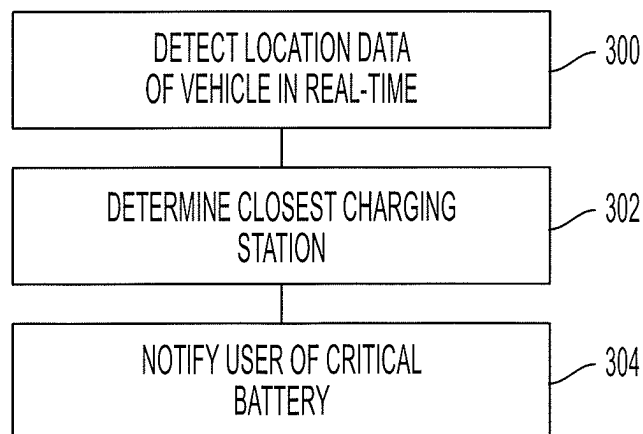 DETECT LOCATION DATA
OF VEHICLE IN REAL-TIME
300
DETERMINE CLOSEST CHARGING
STATION
302
NOTIFY USER OF CRITICAL
BATTERY
304